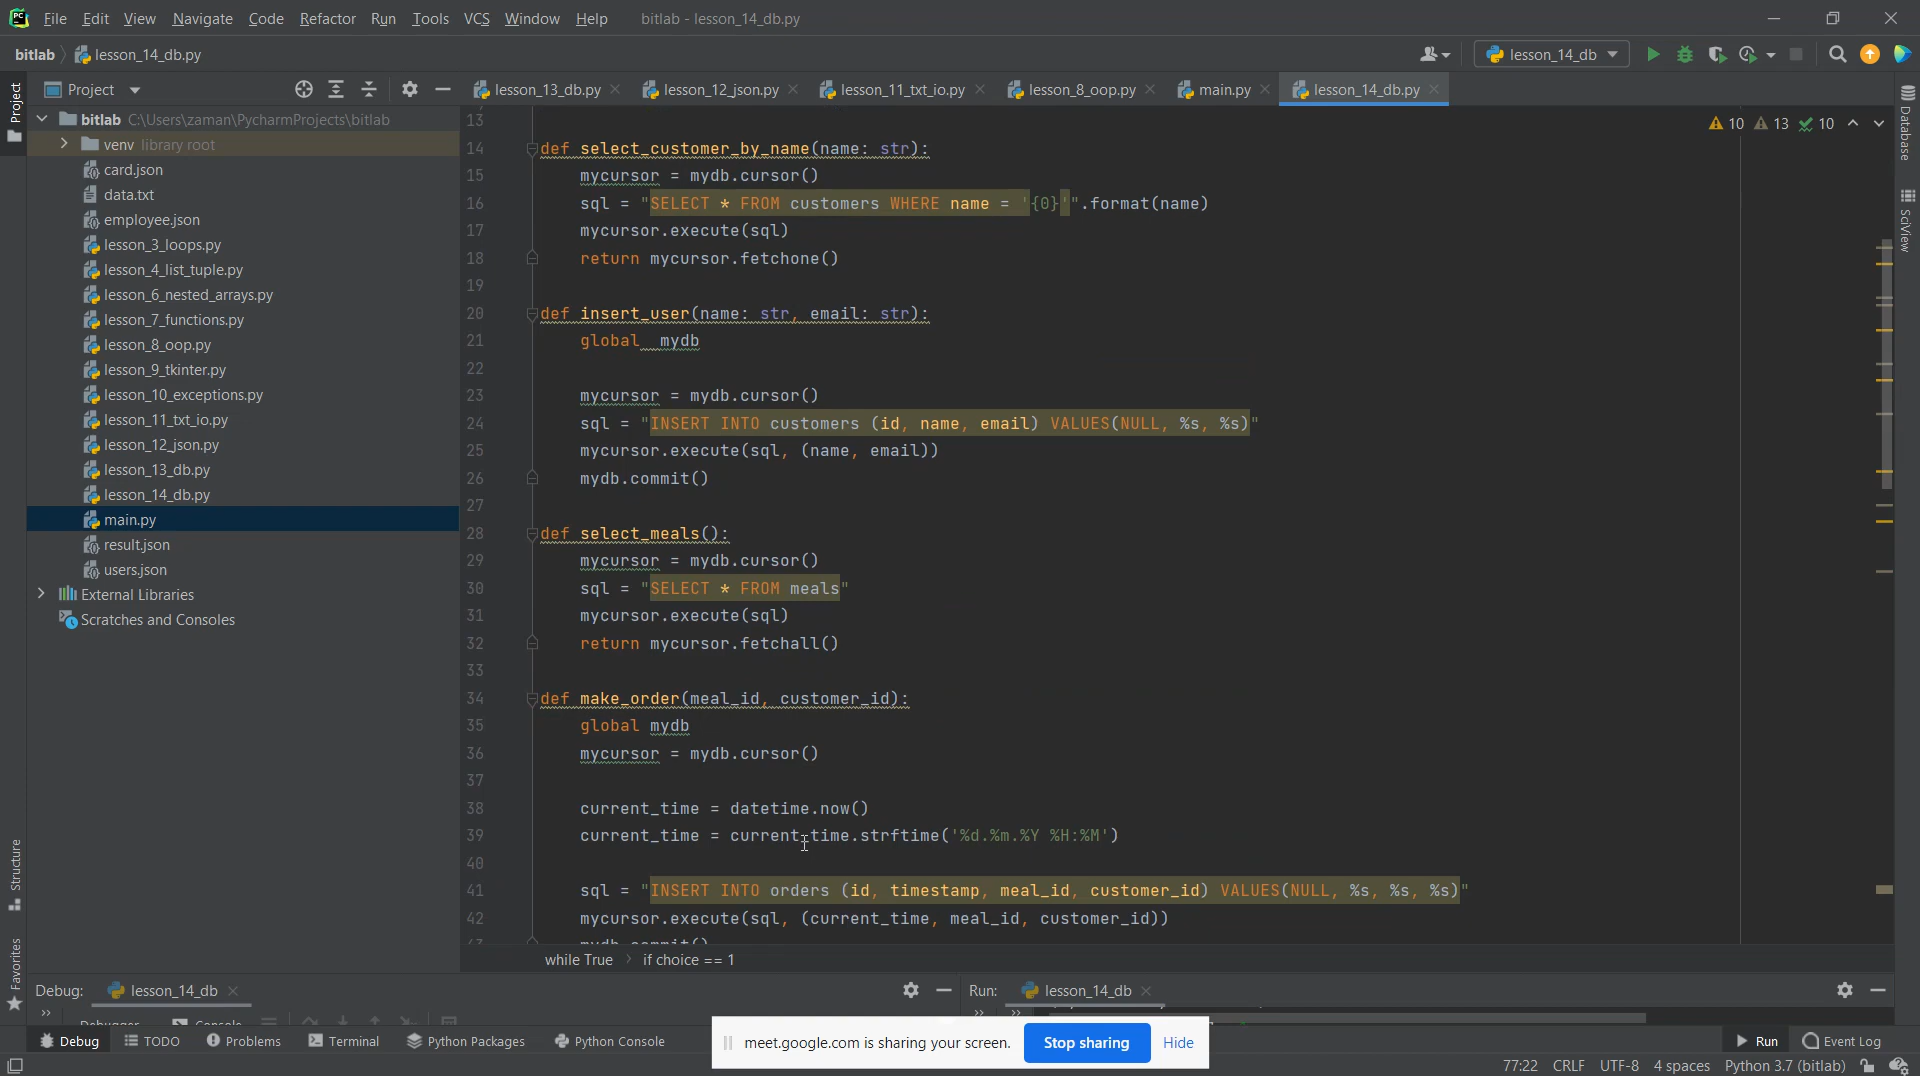 File Edit View Navigate Code Refactor Run Tools VCS Window Help bitlab - lesson_14_db.py
bitlab lesson_14_db.py lesson_14_db
Project
Project
lesson_13_db.py lesson_12_json.py lesson_11_txt_io.py lesson_8_oop.py main.py lesson_14_db.py
bitlab C:\Users\zaman\PycharmProjects\bitlab
venv library root
card.json
data.txt
employee.json
lesson_3_loops.py
lesson_4_list_tuple.py
lesson_6_nested_arrays.py
lesson_7_functions.py
lesson_8_oop.py
lesson_9_tkinter.py
lesson_10_exceptions.py
lesson_11_txt_io.py
lesson_12_json.py
lesson_13_db.py
lesson_14_db.py
main.py
result.json
users.json
External Libraries
Scratches and Consoles
10 13 10
13
14 def select_customer_by_name(name: str):
15 mycursor = mydb.cursor()
16 sql = "SELECT * FROM customers WHERE name = '{0}'".format(name)
17 mycursor.execute(sql)
18 return mycursor.fetchone()
19
20 def insert_user(name: str, email: str):
21 global mydb
22
23 mycursor = mydb.cursor()
24 sql = "INSERT INTO customers (id, name, email) VALUES(NULL, %s, %s)"
25 mycursor.execute(sql, (name, email))
26 mydb.commit()
27
28 def select_meals():
29 mycursor = mydb.cursor()
30 sql = "SELECT * FROM meals"
31 mycursor.execute(sql)
32 return mycursor.fetchall()
33
34 def make_order(meal_id, customer_id):
35 global mydb
36 mycursor = mydb.cursor()
37
38 current_time = datetime.now()
39 current_time = current_time.strftime('%d.%m.%Y %H:%M')
40
41 sql = "INSERT INTO orders (id, timestamp, meal_id, customer_id) VALUES(NULL, %s, %s, %s)"
42 mycursor.execute(sql, (current_time, meal_id, customer_id))
43 mydb.commit()
while True if choice == 1
Database
SciView
Structure
Favorites
Debug: lesson_14_db
Run: lesson_14_db
Debugger Console
Debug TODO Problems Terminal Python Packages Python Console
meet.google.com is sharing your screen. Stop sharing Hide
Run Event Log
77:22 CRLF UTF-8 4 spaces Python 3.7 (bitlab)